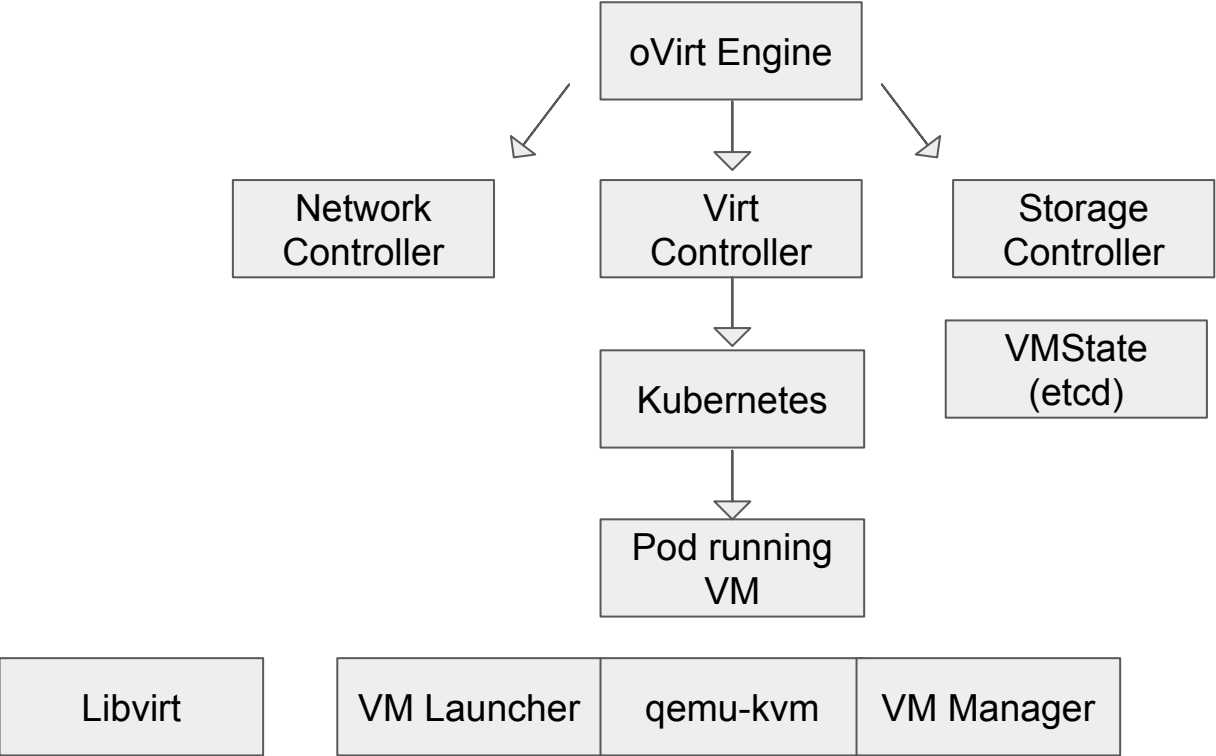 oVirt Engine
Network
Controller
Virt
Controller
Storage
Controller
VMState
(etcd)
Kubernetes
Pod running
VM
Libvirt
VM Launcher
qemu-kvm
VM Manager